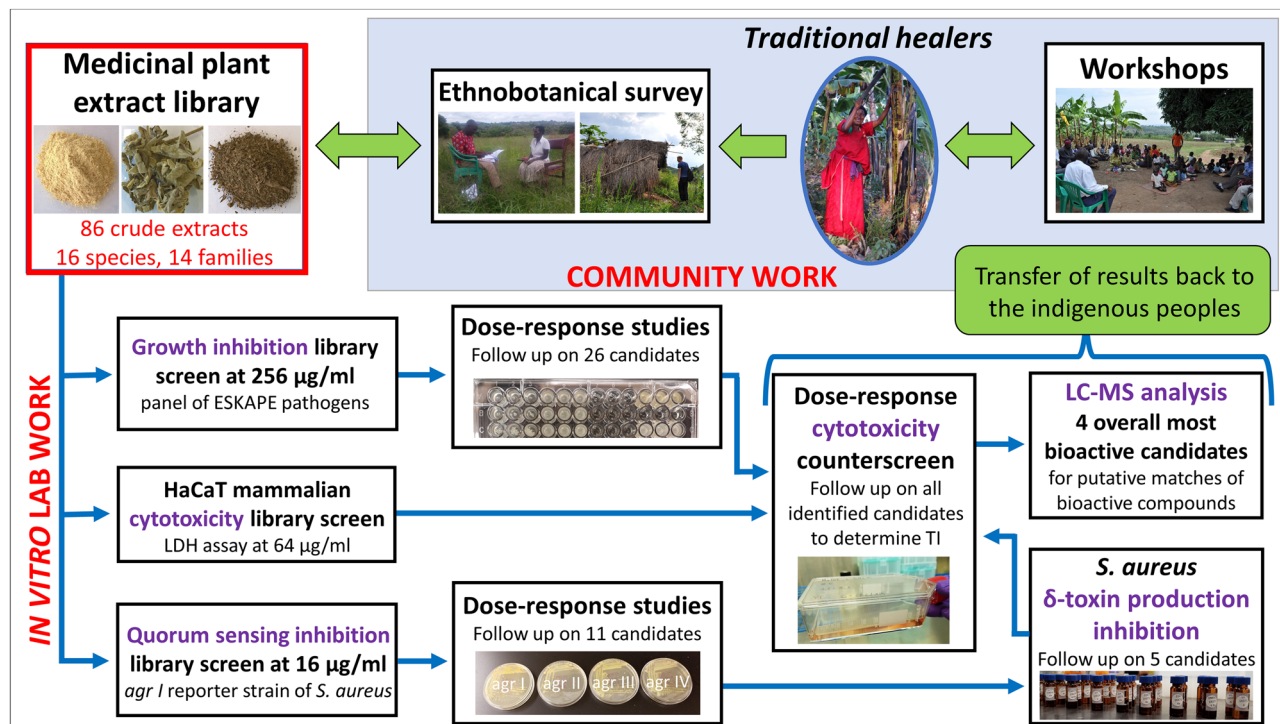 Medicinal plant
extract library
86 crude extracts
16 species, 14 families
Ethnobotanical survey
Traditional healers
Workshops
COMMUNITY WORK
Transfer of results back to
the indigenous peoples
IN VITRO LAB WORK
Growth inhibition library
screen at 256 µg/ml
panel of ESKAPE pathogens
Dose-response studies
Follow up on 26 candidates
HaCaT mammalian
cytotoxicity library screen
LDH assay at 64 µg/ml
Quorum sensing inhibition
library screen at 16 µg/ml
agr I reporter strain of S. aureus
Dose-response studies
Follow up on 11 candidates
agr I agr II agr III agr IV
Dose-response
cytotoxicity
counterscreen
Follow up on all
identified candidates
to determine TI
LC-MS analysis
4 overall most
bioactive candidates
for putative matches of
bioactive compounds
S. aureus
δ-toxin production
inhibition
Follow up on 5 candidates